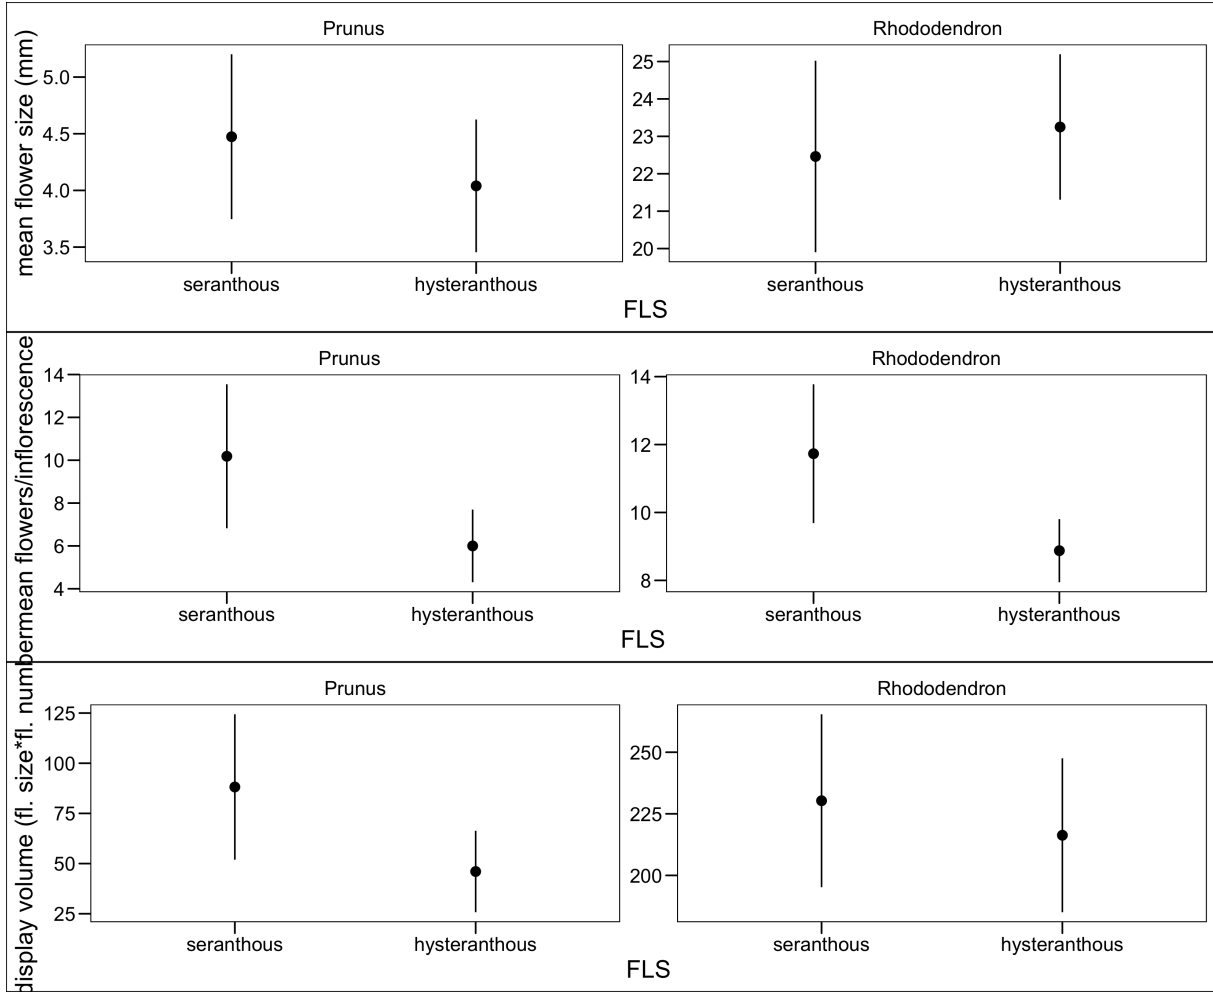 Prunus
Rhododendron
mean flower size (mm)
5.0
4.5
4.0
3.5
25
24
23
22
21
20
seranthous
hysteranthous
seranthous
hysteranthous
FLS
Prunus
Rhododendron
mean flowers/inflorescence
14
12
10
8
6
4
14
12
10
8
seranthous
hysteranthous
seranthous
hysteranthous
FLS
Prunus
Rhododendron
display volume (fl. size*fl. number
125
100
75
50
25
250
225
200
seranthous
hysteranthous
seranthous
hysteranthous
FLS